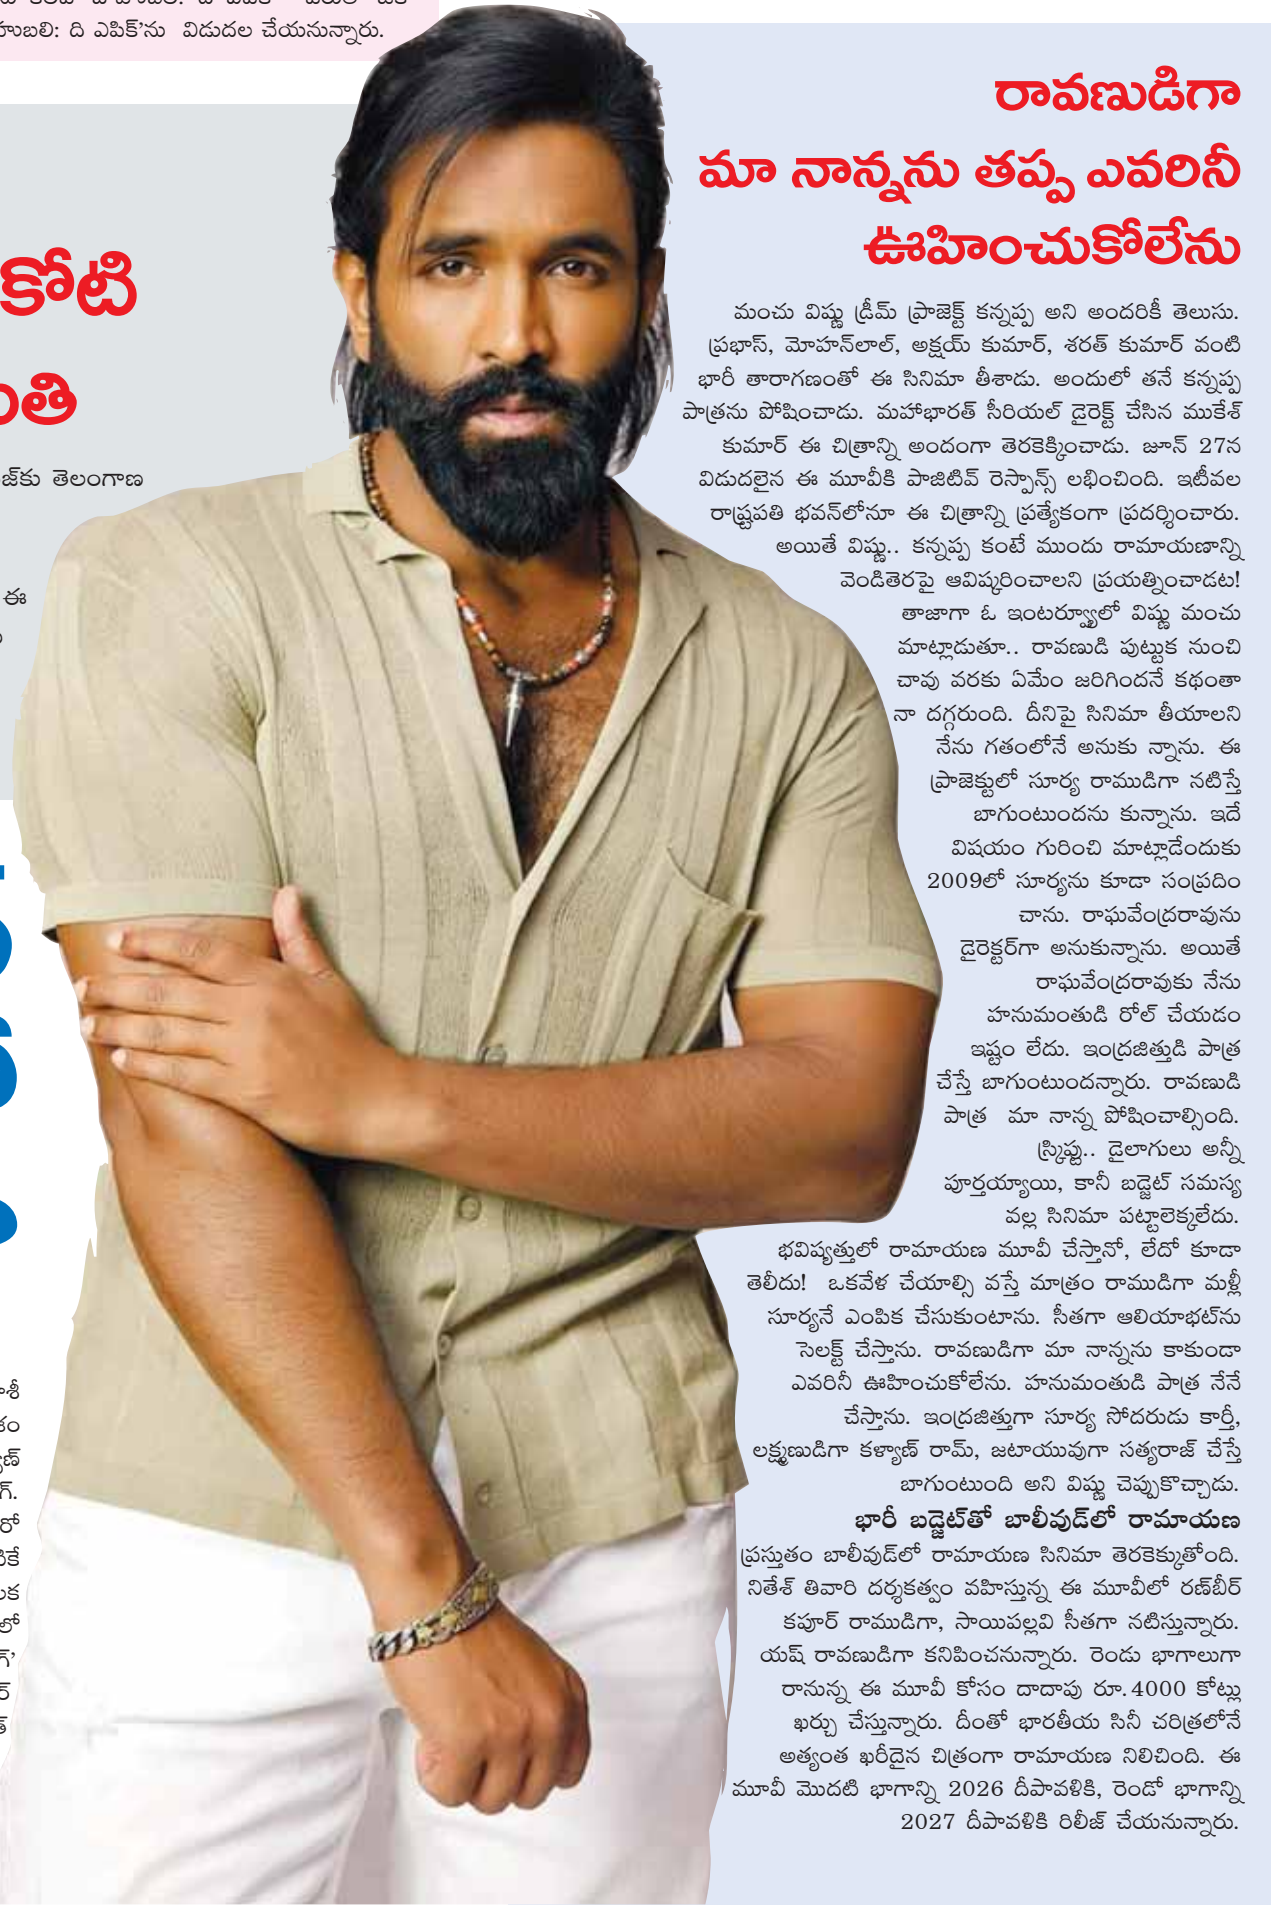 హుబలి: ది ఎపిక్'ను విడుదల చేయనున్నారు.
కోటి
జ్‌కు తెలంగాణ
ఈ
రావణుడిగా
మా నాన్నను తప్ప ఎవరినీ
ఊహించుకోలేను
మంచు విష్ణు డ్రీమ్ ప్రాజెక్ట్ కన్నప్ప అని అందరికీ తెలుసు.
ప్రభాస్, మోహన్‌లాల్, అక్షయ్ కుమార్, శరత్ కుమార్ వంటి
భారీ తారాగణంతో ఈ సినిమా తీశాడు. అందులో తనే కన్నప్ప
పాత్రను పోషించాడు. మహాభారత్ సీరియల్ డైరెక్ట్ చేసిన ముకేశ్
కుమార్ ఈ చిత్రాన్ని అందంగా తెరకెక్కించాడు. జూన్ 27న
విడుదలైన ఈ మూవీకి పాజిటివ్ రెస్పాన్స్ లభించింది. ఇటీవల
రాష్ట్రపతి భవన్‌లోనూ ఈ చిత్రాన్ని ప్రత్యేకంగా ప్రదర్శించారు.
అయితే విష్ణు.. కన్నప్ప కంటే ముందు రామాయణాన్ని
వెండితెరపై ఆవిష్కరించాలని ప్రయత్నించాడట!
తాజాగా ఓ ఇంటర్వ్యూలో విష్ణు మంచు
మాట్లాడుతూ.. రావణుడి పుట్టుక నుంచి
చావు వరకు ఏమేం జరిగిందనే కథంతా
నా దగ్గరుంది. దీనిపై సినిమా తీయాలని
నేను గతంలోనే అనుకు న్నాను. ఈ
ప్రాజెక్టులో సూర్య రాముడిగా నటిస్తే
బాగుంటుందను కున్నాను. ఇదే
విషయం గురించి మాట్లాడేందుకు
2009లో సూర్యను కూడా సంప్రదిం
చాను. రాఘవేంద్రరావును
డైరెక్టర్‌గా అనుకున్నాను. అయితే
రాఘవేంద్రరావుకు నేను
హనుమంతుడి రోల్ చేయడం
ఇష్టం లేదు. ఇంద్రజిత్తుడి పాత్ర
చేస్తే బాగుంటుందన్నారు. రావణుడి
పాత్ర మా నాన్న పోషించాల్సింది.
స్క్రిప్టు.. డైలాగులు అన్నీ
పూర్తయ్యాయి, కానీ బడ్జెట్ సమస్య
వల్ల సినిమా పట్టాలెక్కలేదు.
భవిష్యత్తులో రామాయణ మూవీ చేస్తానో, లేదో కూడా
తెలీదు! ఒకవేళ చేయాల్సి వస్తే మాత్రం రాముడిగా మళ్లీ
సూర్యనే ఎంపిక చేసుకుంటాను. సీతగా ఆలియాభట్‌ను
సెలక్ట్ చేస్తాను. రావణుడిగా మా నాన్నను కాకుండా
ఎవరినీ ఊహించుకోలేను. హనుమంతుడి పాత్ర నేనే
చేస్తాను. ఇంద్రజిత్తుగా సూర్య సోదరుడు కార్తీ,
లక్ష్మణుడిగా కళ్యాణ్ రామ్, జటాయువుగా సత్యరాజ్ చేస్తే
బాగుంటుంది అని విష్ణు చెప్పుకొచ్చాడు.
భారీ బడ్జెట్‌తో బాలీవుడ్‌లో రామాయణ
ప్రస్తుతం బాలీవుడ్‌లో రామాయణ సినిమా తెరకెక్కుతోంది.
నితేశ్ తివారి దర్శకత్వం వహిస్తున్న ఈ మూవీలో రణ్‌బీర్
కపూర్ రాముడిగా, సాయిపల్లవి సీతగా నటిస్తున్నారు.
యష్ రావణుడిగా కనిపించనున్నారు. రెండు భాగాలుగా
రానున్న ఈ మూవీ కోసం దాదాపు రూ.4000 కోట్లు
ఖర్చు చేస్తున్నారు. దీంతో భారతీయ సినీ చరిత్రలోనే
అత్యంత ఖరీదైన చిత్రంగా రామాయణ నిలిచింది. ఈ
మూవీ మొదటి భాగాన్ని 2026 దీపావళికి, రెండో భాగాన్ని
2027 దీపావళికి రిలీజ్ చేయనున్నారు.